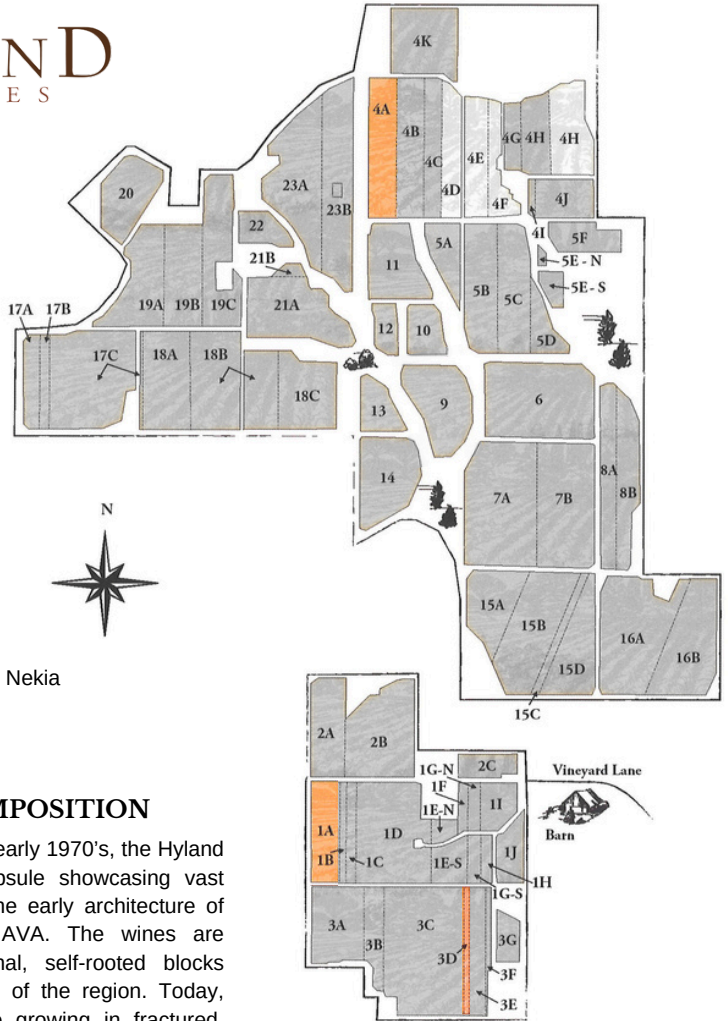 ND
ES
4K
4A
4B
4C
4D
4E
4F
4G
4H
4H
4I
4J
20
23A
23B
22
21B
21A
11
5A
5B
5C
5D
5E - N
5E - S
5F
17A
17B
19A
19B
19C
12
10
17C
18A
18B
18C
13
9
6
8A
8B
14
7A
7B
N
15A
15B
15C
15D
16A
16B
Nekia
2A
2B
2C
Vineyard Lane
Barn
1G-N
1F
1E-N
1I
1A
1B
1C
1D
1E-S
1J
1H
1G-S
3A
3B
3C
3D
3G
3F
3E
MPOSITION
early 1970's, the Hyland
psule showcasing vast
ne early architecture of
AVA. The wines are
nal, self-rooted blocks
of the region. Today,
growing in fractured,